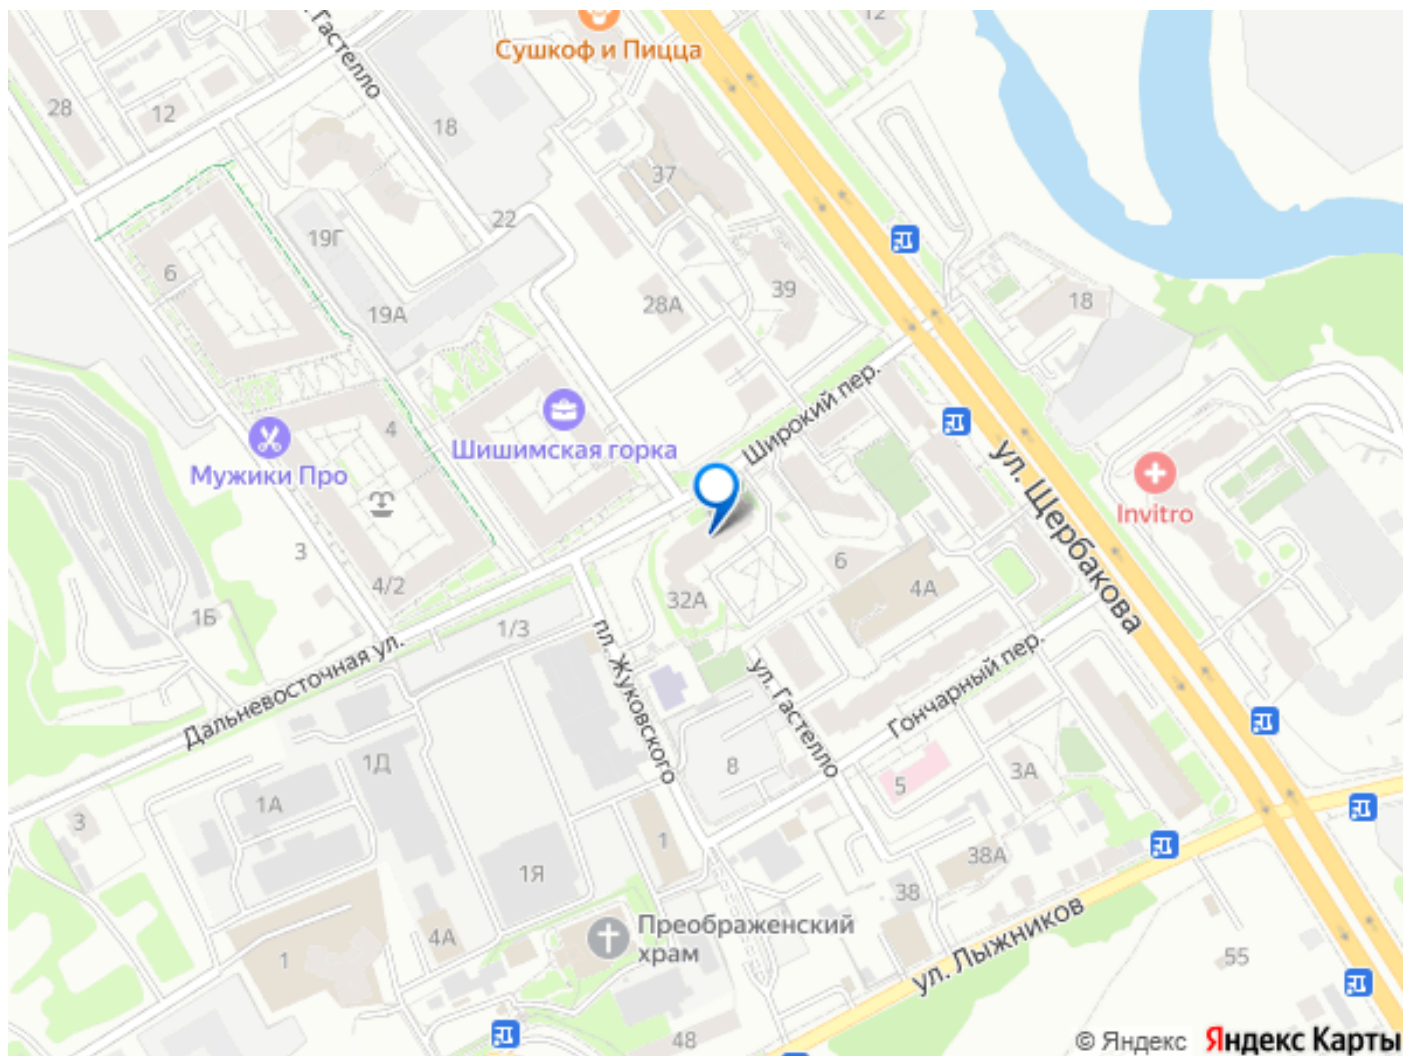 Гастелло
12
Сушкоф и Пицца
28
12
18
37
22
19Г
6
19А
28А
39
18
Широкий пер.
4
Шишимская горка
Мужики Про
ул. Щербакова
Invitro
3
4/2
1Б
32А
6
4А
1/3
Дальневосточная ул.
пл. Жуковского
ул. Гастелло
Гончарный пер.
1Д
8
5
3А
1А
3
1
38А
1Я
38
Преображенский
храм
4А
1
ул. Лыжников
55
48
© Яндекс Яндекс Карты